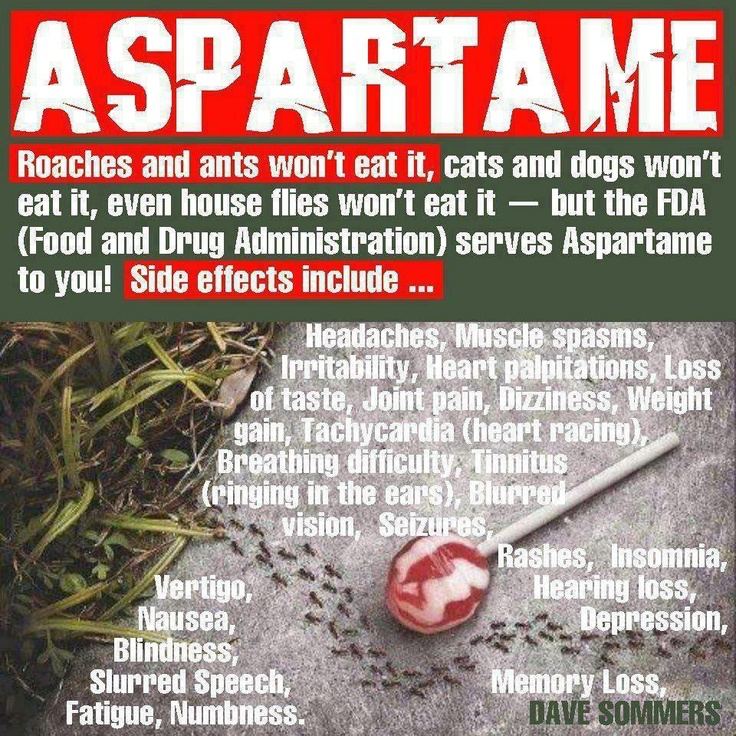 ASPARTAME
Roaches and ants won't eat it, cats and dogs won't
eat it, even house flies won't eat it — but the FDA
(Food and Drug Administration) serves Aspartame
to you! Side effects include ...
Headaches, Muscle spasms,
Irritability, Heart palpitations, Loss
of taste, Joint pain, Dizziness, Weight
gain, Tachycardia (heart racing),
Breathing difficulty, Tinnitus
(ringing in the ears), Blurred
vision, Seizures,
Rashes, Insomnia,
Hearing loss,
Depression,
Memory Loss,
Vertigo,
Nausea,
Blindness,
Slurred Speech,
Fatigue, Numbness.
DAVE SOMMERS